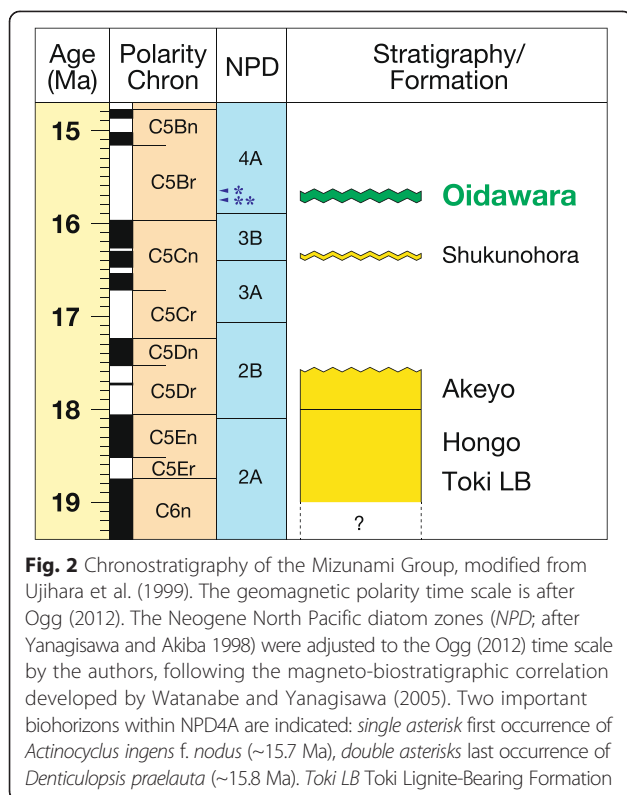 Age
(Ma)
Polarity
Chron
NPD
Stratigraphy/
Formation
15
16
17
18
19
C5Bn
C5Br
C5Cn
C5Cr
C5Dn
C5Dr
C5En
C5Er
C6n
4A
*
**
3B
3A
2B
2A
Oidawara
Shukunohora
Akeyo
Hongo
Toki LB
?
Fig. 2 Chronostratigraphy of the Mizunami Group, modified from
Ujihara et al. (1999). The geomagnetic polarity time scale is after
Ogg (2012). The Neogene North Pacific diatom zones (NPD; after
Yanagisawa and Akiba 1998) were adjusted to the Ogg (2012) time scale
by the authors, following the magneto-biostratigraphic correlation
developed by Watanabe and Yanagisawa (2005). Two important
biohorizons within NPD4A are indicated: single asterisk first occurrence of
Actinocyclus ingens f. nodus (~15.7 Ma), double asterisks last occurrence of
Denticulopsis praelauta (~15.8 Ma). Toki LB Toki Lignite-Bearing Formation